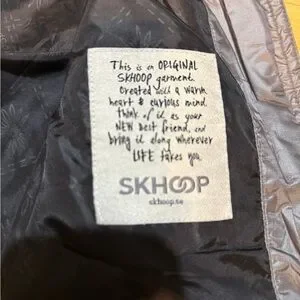 This is an ORIGINAL
SKHOOP garment.
Created with a warm
heart & curious mind.
Think of it as your
NEW best friend, and
bring it along wherever
LIFE takes you.
SKHOOP
skhoop.se